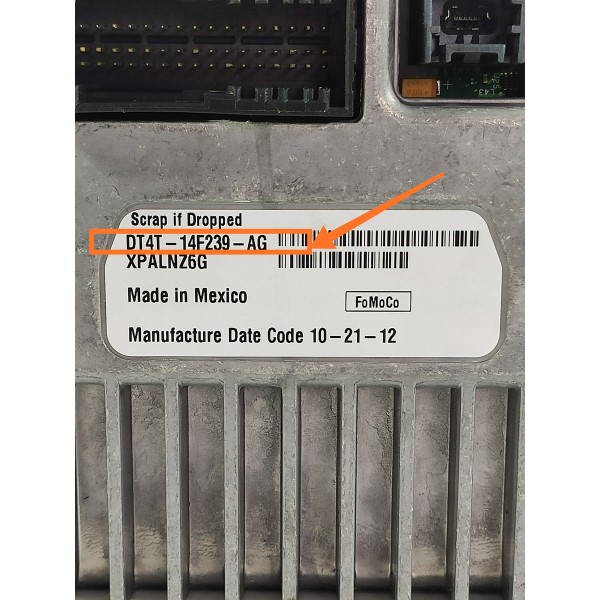 Scrap if Dropped
DT4T-14F239-AG
XPALNZ6G
Made in Mexico
FoMoCo
Manufacture Date Code 10-21-12